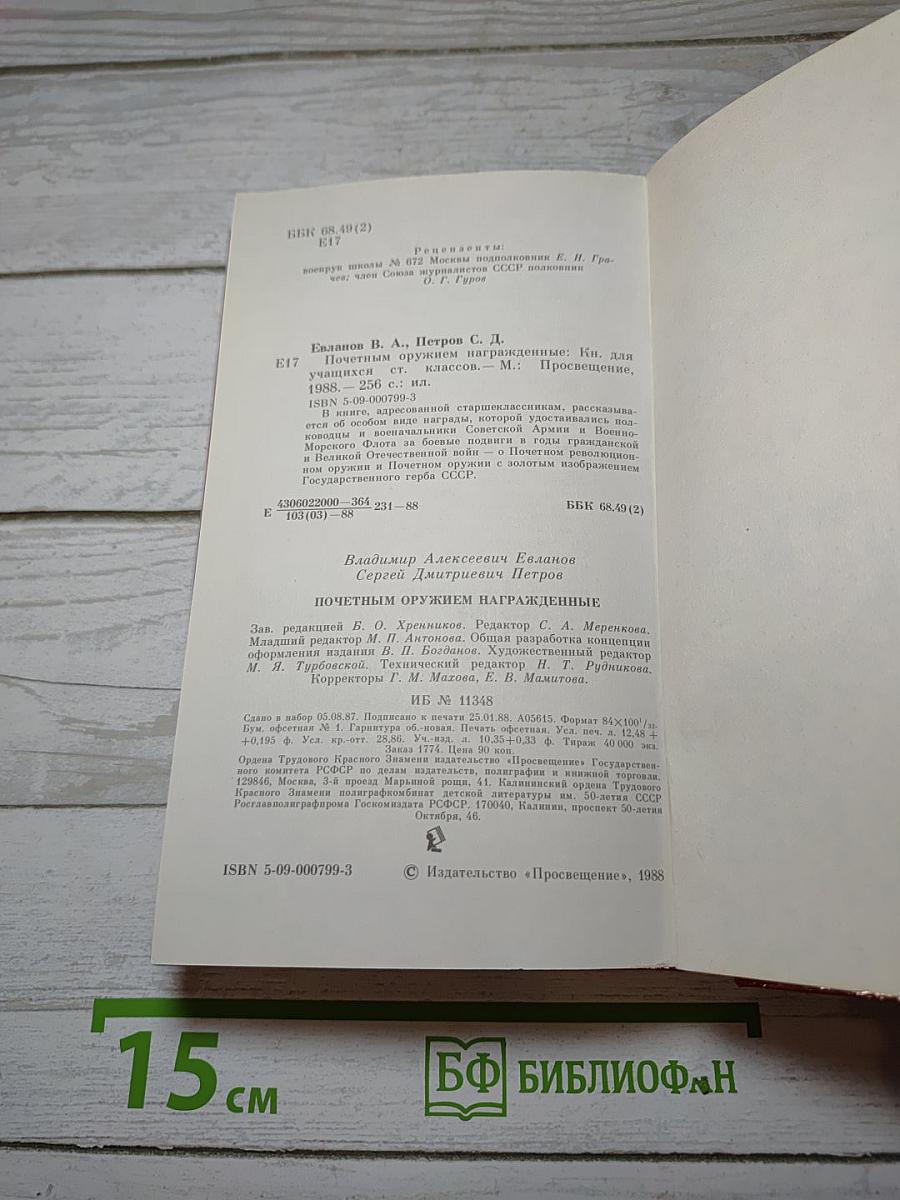 ББК 68.49(2)
Е17
Рецензенты:
военрук школы № 672 Москвы подполковник Е. И. Гра-
чев; член Союза журналистов СССР полковник
О. Г. Гуров
Евланов В. А., Петров С. Д.
Е17 Почетным оружием награжденные: Кн. для
учащихся ст. классов.— М.: Просвещение,
1988.— 256 с.: ил.
ISBN 5-09-000799-3
В книге, адресованной старшеклассникам, рассказыва-
ется об особом виде награды, которой удостаивались пол-
ководцы и военачальники Советской Армии и Военно-
Морского Флота за боевые подвиги в годы гражданской
и Великой Отечественной войн — о Почетном революцион-
ном оружии и Почетном оружии с золотым изображением
Государственного герба СССР.
Е 4306022000—364 231—88 ББК 68.49(2)
103(03)—88
Владимир Алексеевич Евланов
Сергей Дмитриевич Петров
ПОЧЕТНЫМ ОРУЖИЕМ НАГРАЖДЕННЫЕ
Зав. редакцией Б. О. Хренников. Редактор С. А. Меренкова.
Младший редактор М. П. Антонова. Общая разработка концепции
оформления издания В. П. Богданов. Художественный редактор
М. Я. Турбовской. Технический редактор Н. Т. Рудникова.
Корректоры Г. М. Махова, Е. В. Мамитова.
ИБ № 11348
Сдано в набор 05.08.87. Подписано к печати 25.01.88. А05615. Формат 84×100¹/₃₂.
Бум. офсетная № 1. Гарнитура об.-новая. Печать офсетная. Усл. печ. л. 12,48 +
+0,195 ф. Усл. кр.-отт. 28,86. Уч.-изд. л. 10,35+0,33 ф. Тираж 40 000 экз.
Заказ 1774. Цена 90 коп.
Ордена Трудового Красного Знамени издательство «Просвещение» Государствен-
ного комитета РСФСР по делам издательств, полиграфии и книжной торговли.
129846, Москва, 3-й проезд Марьиной рощи, 41. Калининский ордена Трудового
Красного Знамени полиграфкомбинат детской литературы им. 50-летия СССР
Росглавполиграфпрома Госкомиздата РСФСР. 170040, Калинин, проспект 50-летия
Октября, 46.
ISBN 5-09-000799-3 © Издательство «Просвещение», 1988
15 см
БФ БИБЛИОФАН